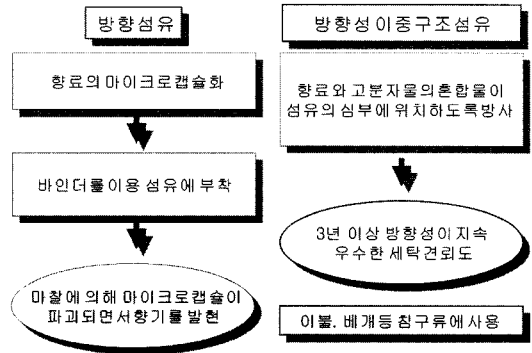 방향섬유
향료의 마이크로캡슐화
바인더를 이용 섬유에 부착
마찰에 의해 마이크로캡슐이
파괴되면서 향기를 발현
방향성 이중구조섬유
향료와 고분자물의 혼합물이
섬유의 심부에 위치하도록 방사
3년 이상 방향성이 지속
우수한 세탁견뢰도
이불. 베개등 침구류에 사용